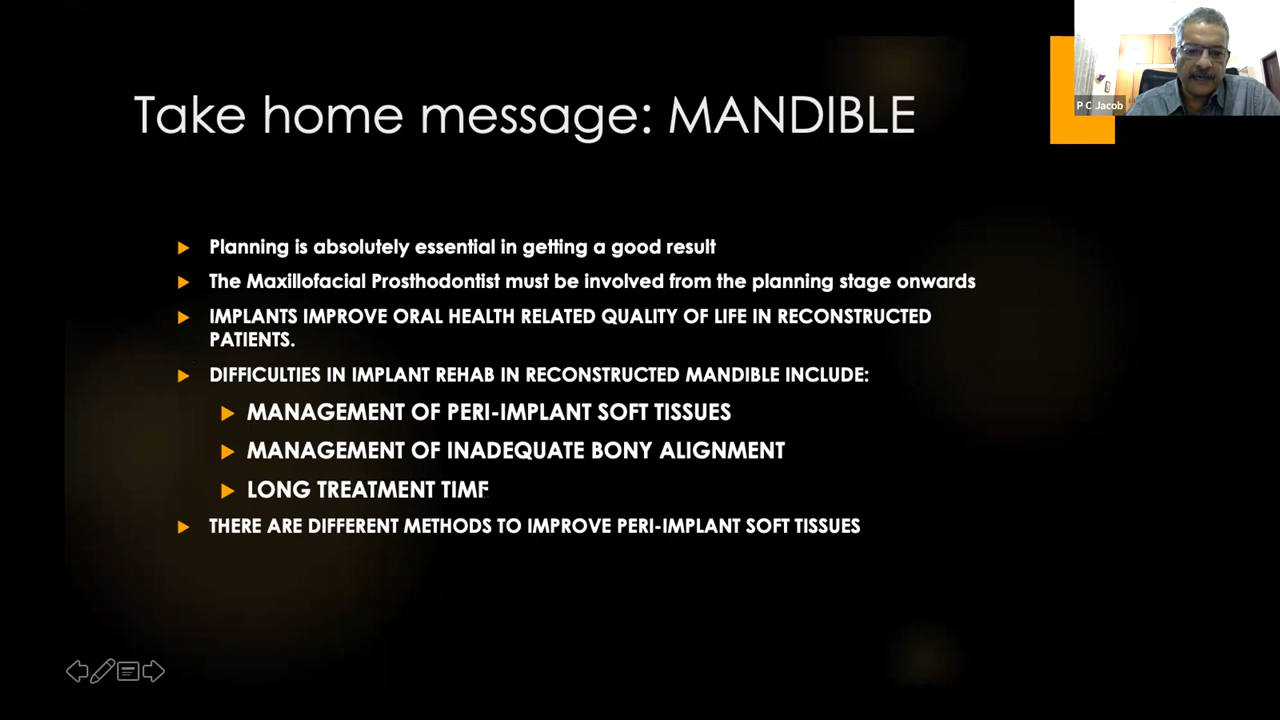 P C Jacob
Take home message: MANDIBLE
Planning is absolutely essential in getting a good result
The Maxillofacial Prosthodontist must be involved from the planning stage onwards
IMPLANTS IMPROVE ORAL HEALTH RELATED QUALITY OF LIFE IN RECONSTRUCTED
PATIENTS.
DIFFICULTIES IN IMPLANT REHAB IN RECONSTRUCTED MANDIBLE INCLUDE:
MANAGEMENT OF PERI-IMPLANT SOFT TISSUES
MANAGEMENT OF INADEQUATE BONY ALIGNMENT
LONG TREATMENT TIME
THERE ARE DIFFERENT METHODS TO IMPROVE PERI-IMPLANT SOFT TISSUES